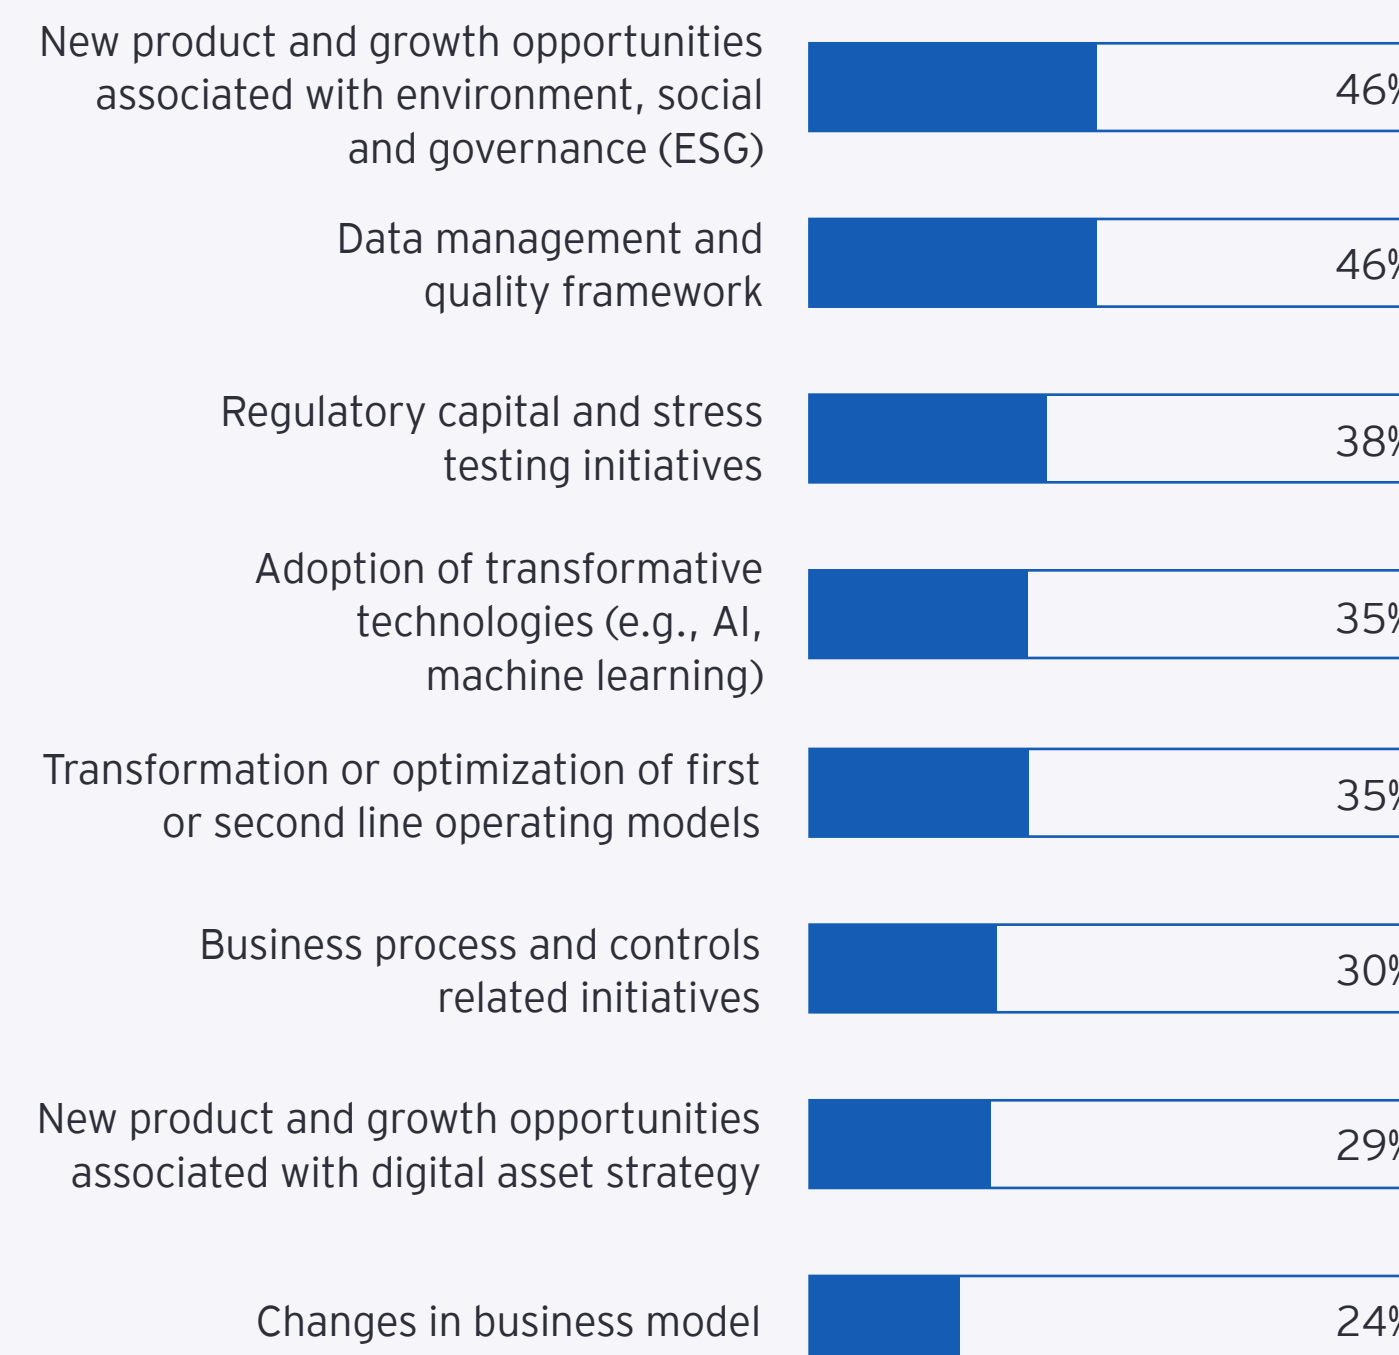 New product and growth opportunities
associated with environment, social
and governance (ESG)
46%
Data management and
quality framework
46%
Regulatory capital and stress
testing initiatives
38%
Adoption of transformative
technologies (e.g., AI,
machine learning)
35%
Transformation or optimization of first
or second line operating models
35%
Business process and controls
related initiatives
30%
New product and growth opportunities
associated with digital asset strategy
29%
Changes in business model
24%